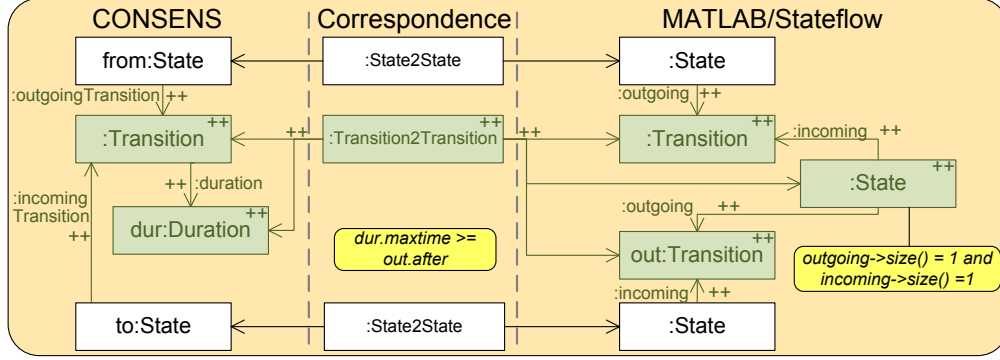 CONSENS Correspondence MATLAB/Stateflow
from:State :State2State :State
:outgoingTransition ++ :outgoing ++
:Transition ++ ++ :Transition2Transition ++ ++ :Transition ++ :incoming ++
++ :duration :State ++
:incoming
Transition
++
dur:Duration ++ :outgoing ++
dur.maxtime >=
out.after
out:Transition ++
outgoing->size() = 1 and
incoming->size() =1
:incoming ++
to:State :State2State :State